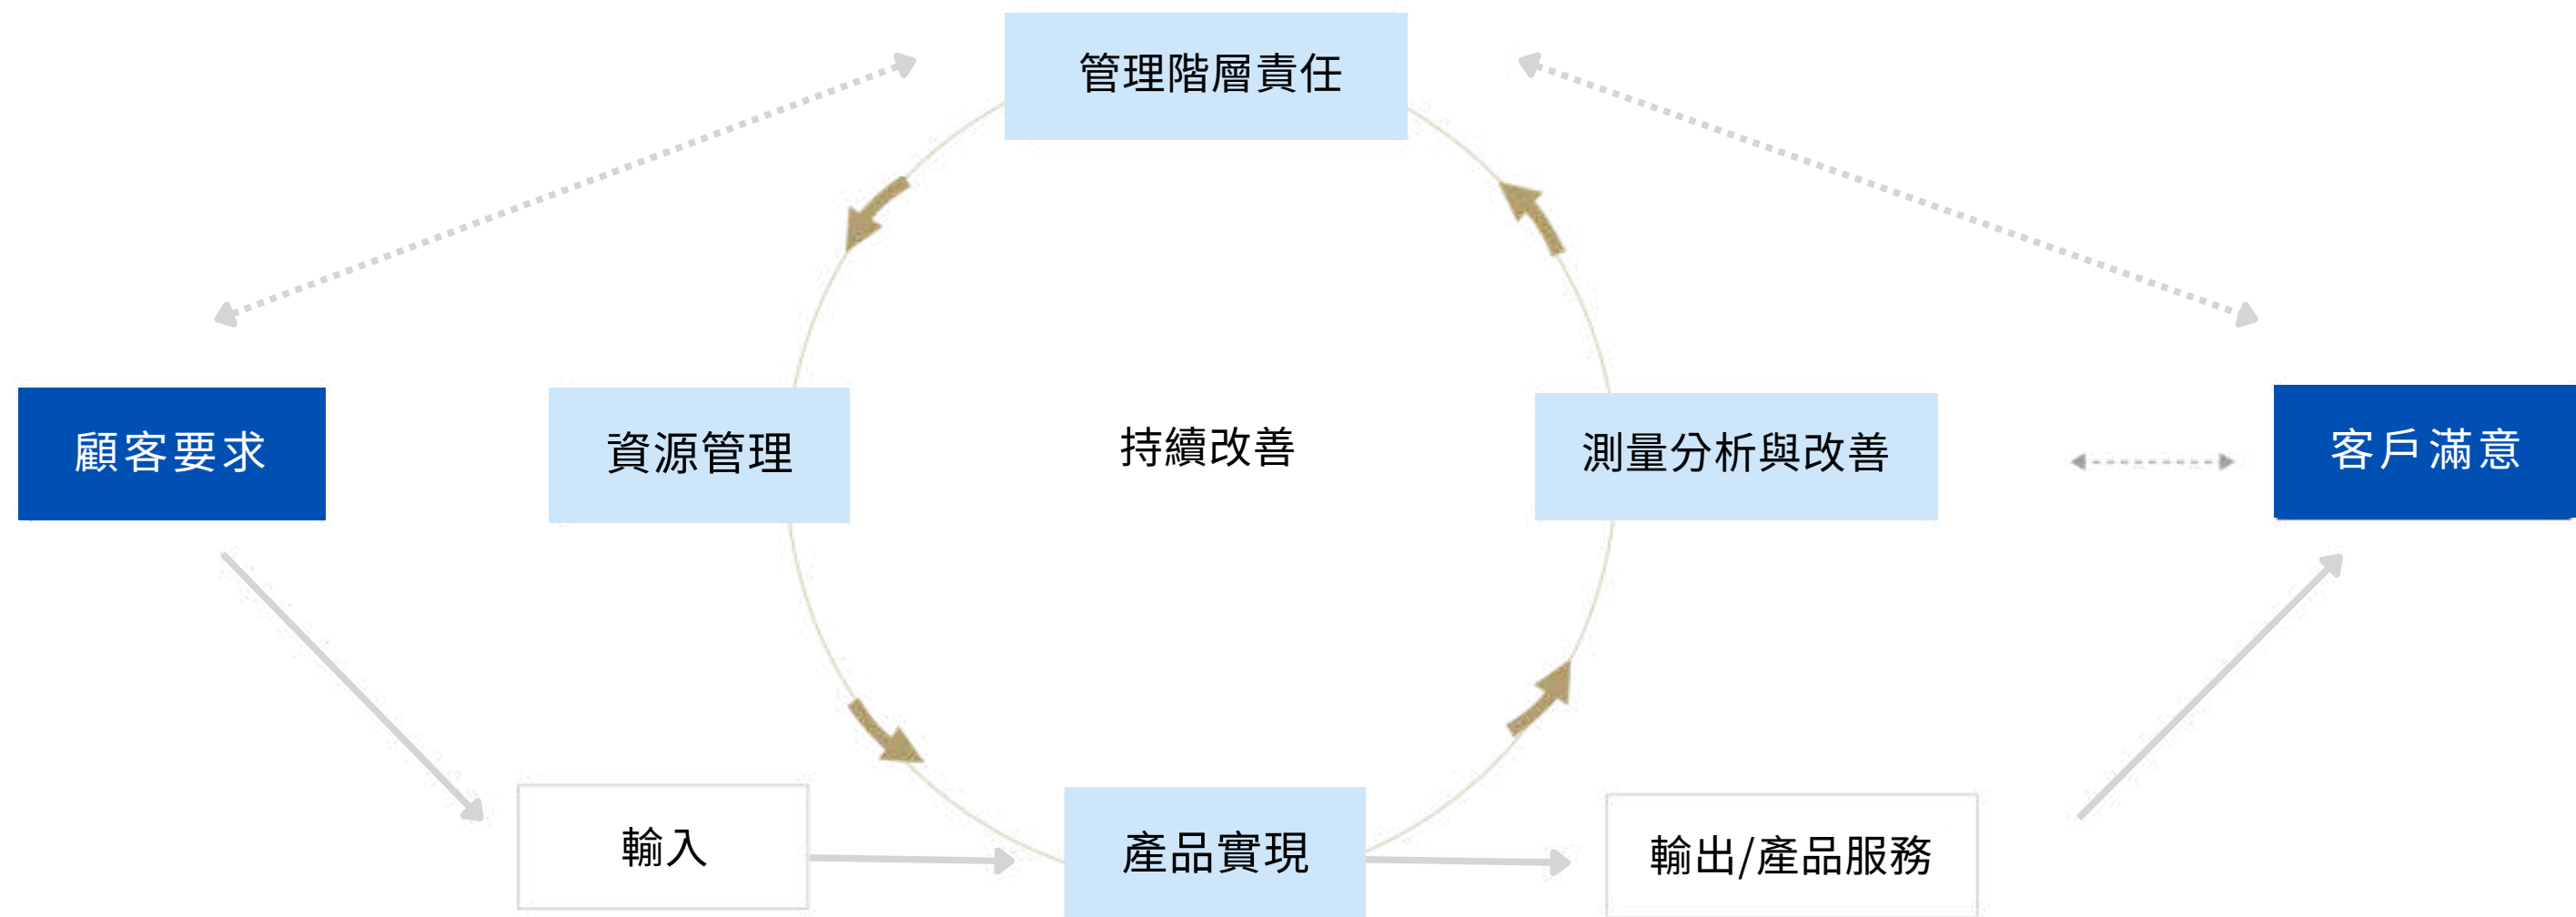 管理階層責任
顧客要求
資源管理
持續改善
測量分析與改善
客戶滿意
輸入
產品實現
輸出/產品服務